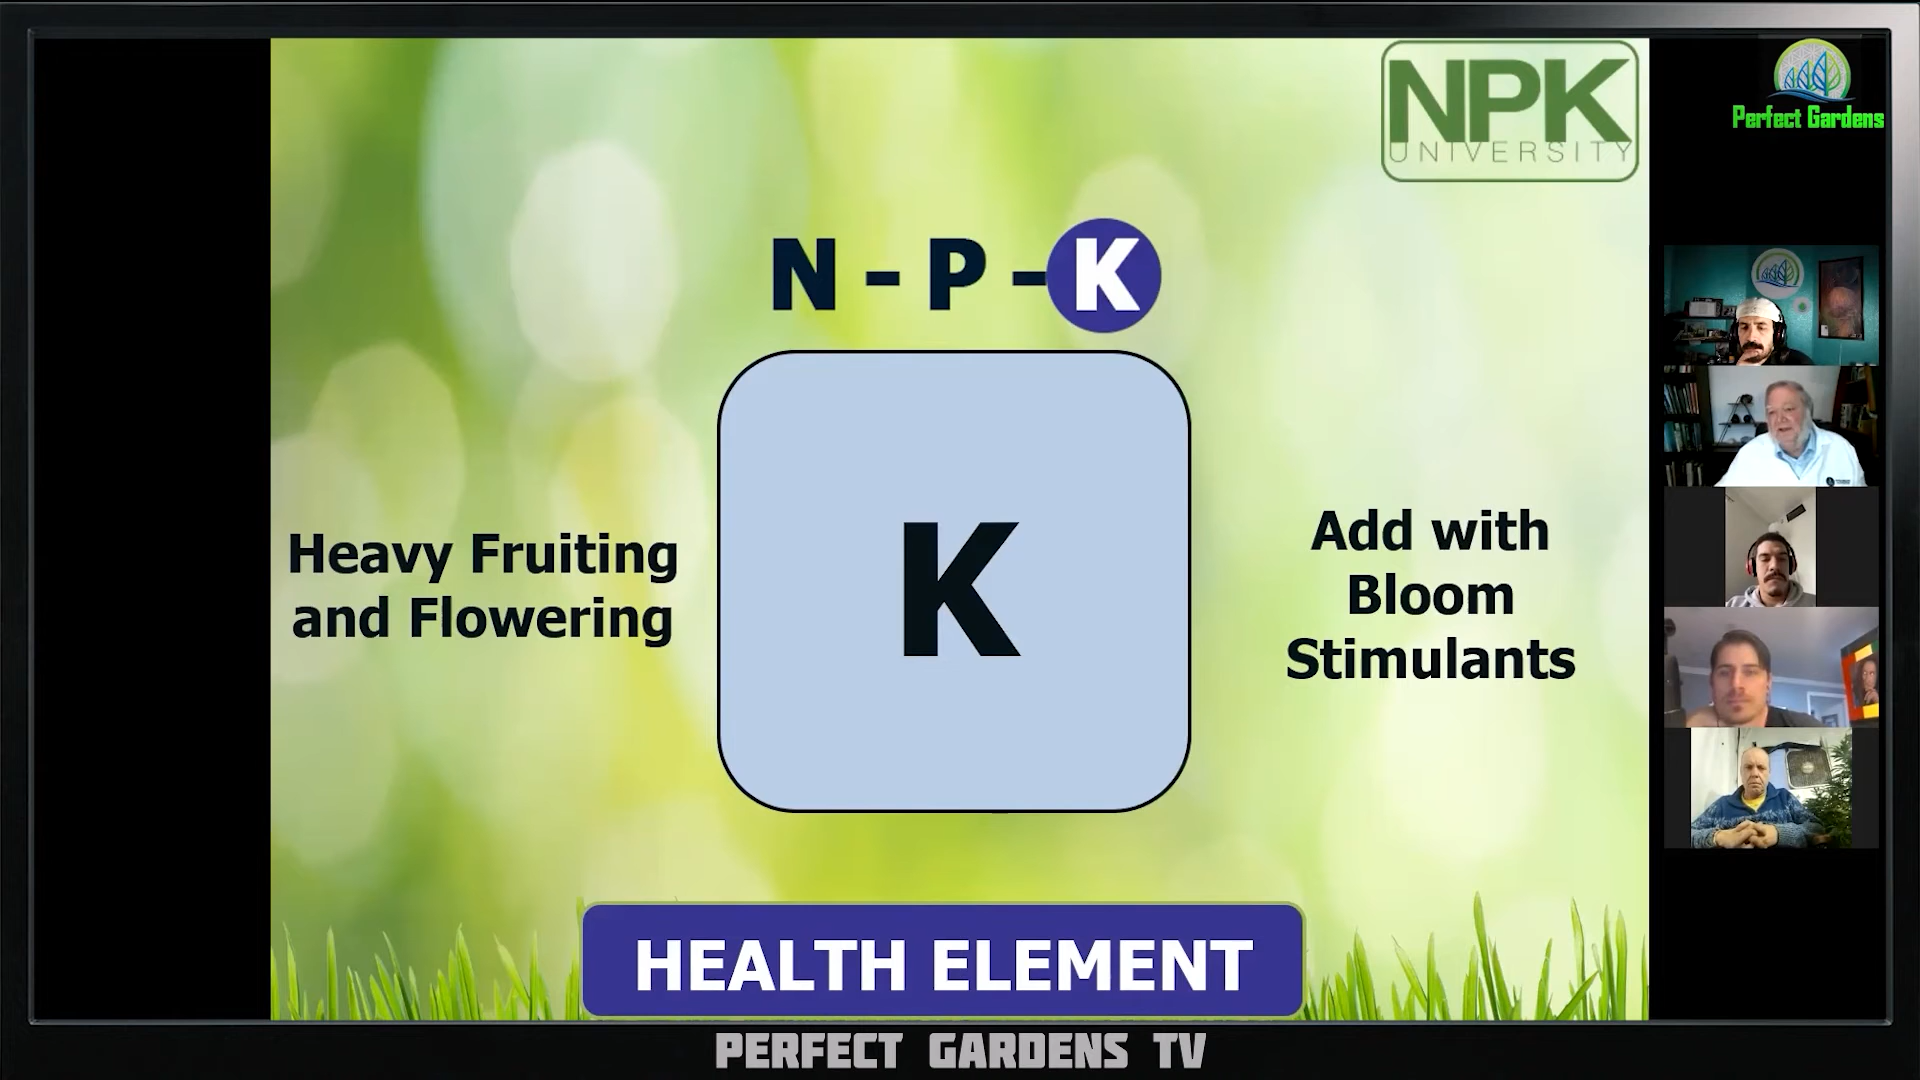 NPK
UNIVERSITY
Perfect Gardens
N - P - K
K
Heavy Fruiting
and Flowering
Add with
Bloom
Stimulants
HEALTH ELEMENT
PERFECT GARDENS TV